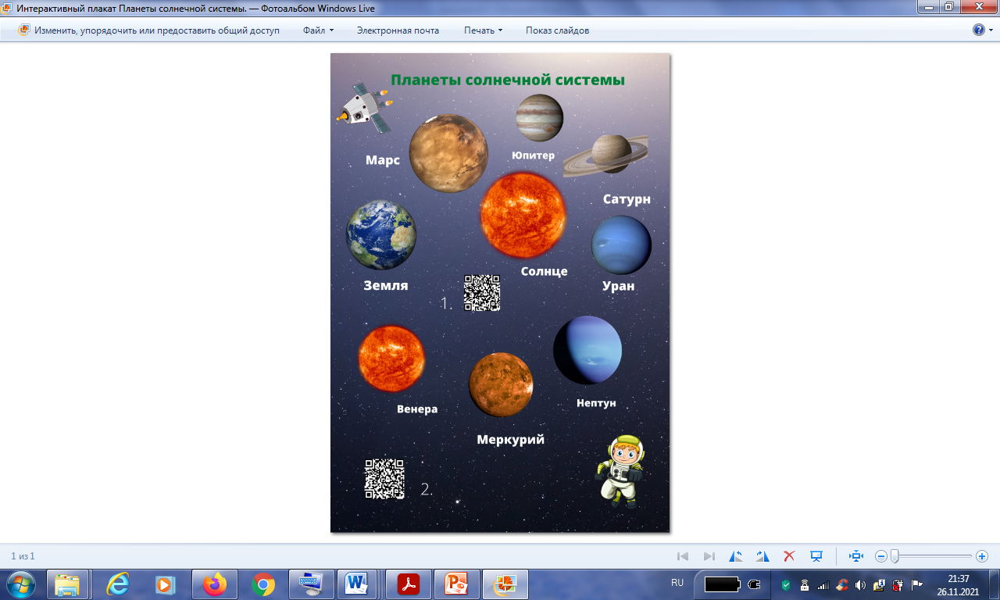 Интерактивный плакат Планеты солнечной системы. — Фотоальбом Windows Live
Изменить, упорядочить или предоставить общий доступ
Файл
Электронная почта
Печать
Показ слайдов
Планеты солнечной системы
Марс
Юпитер
Сатурн
Солнце
Земля
Уран
1.
Венера
Нептун
Меркурий
2.
1 из 1
RU
21:37
26.11.2021